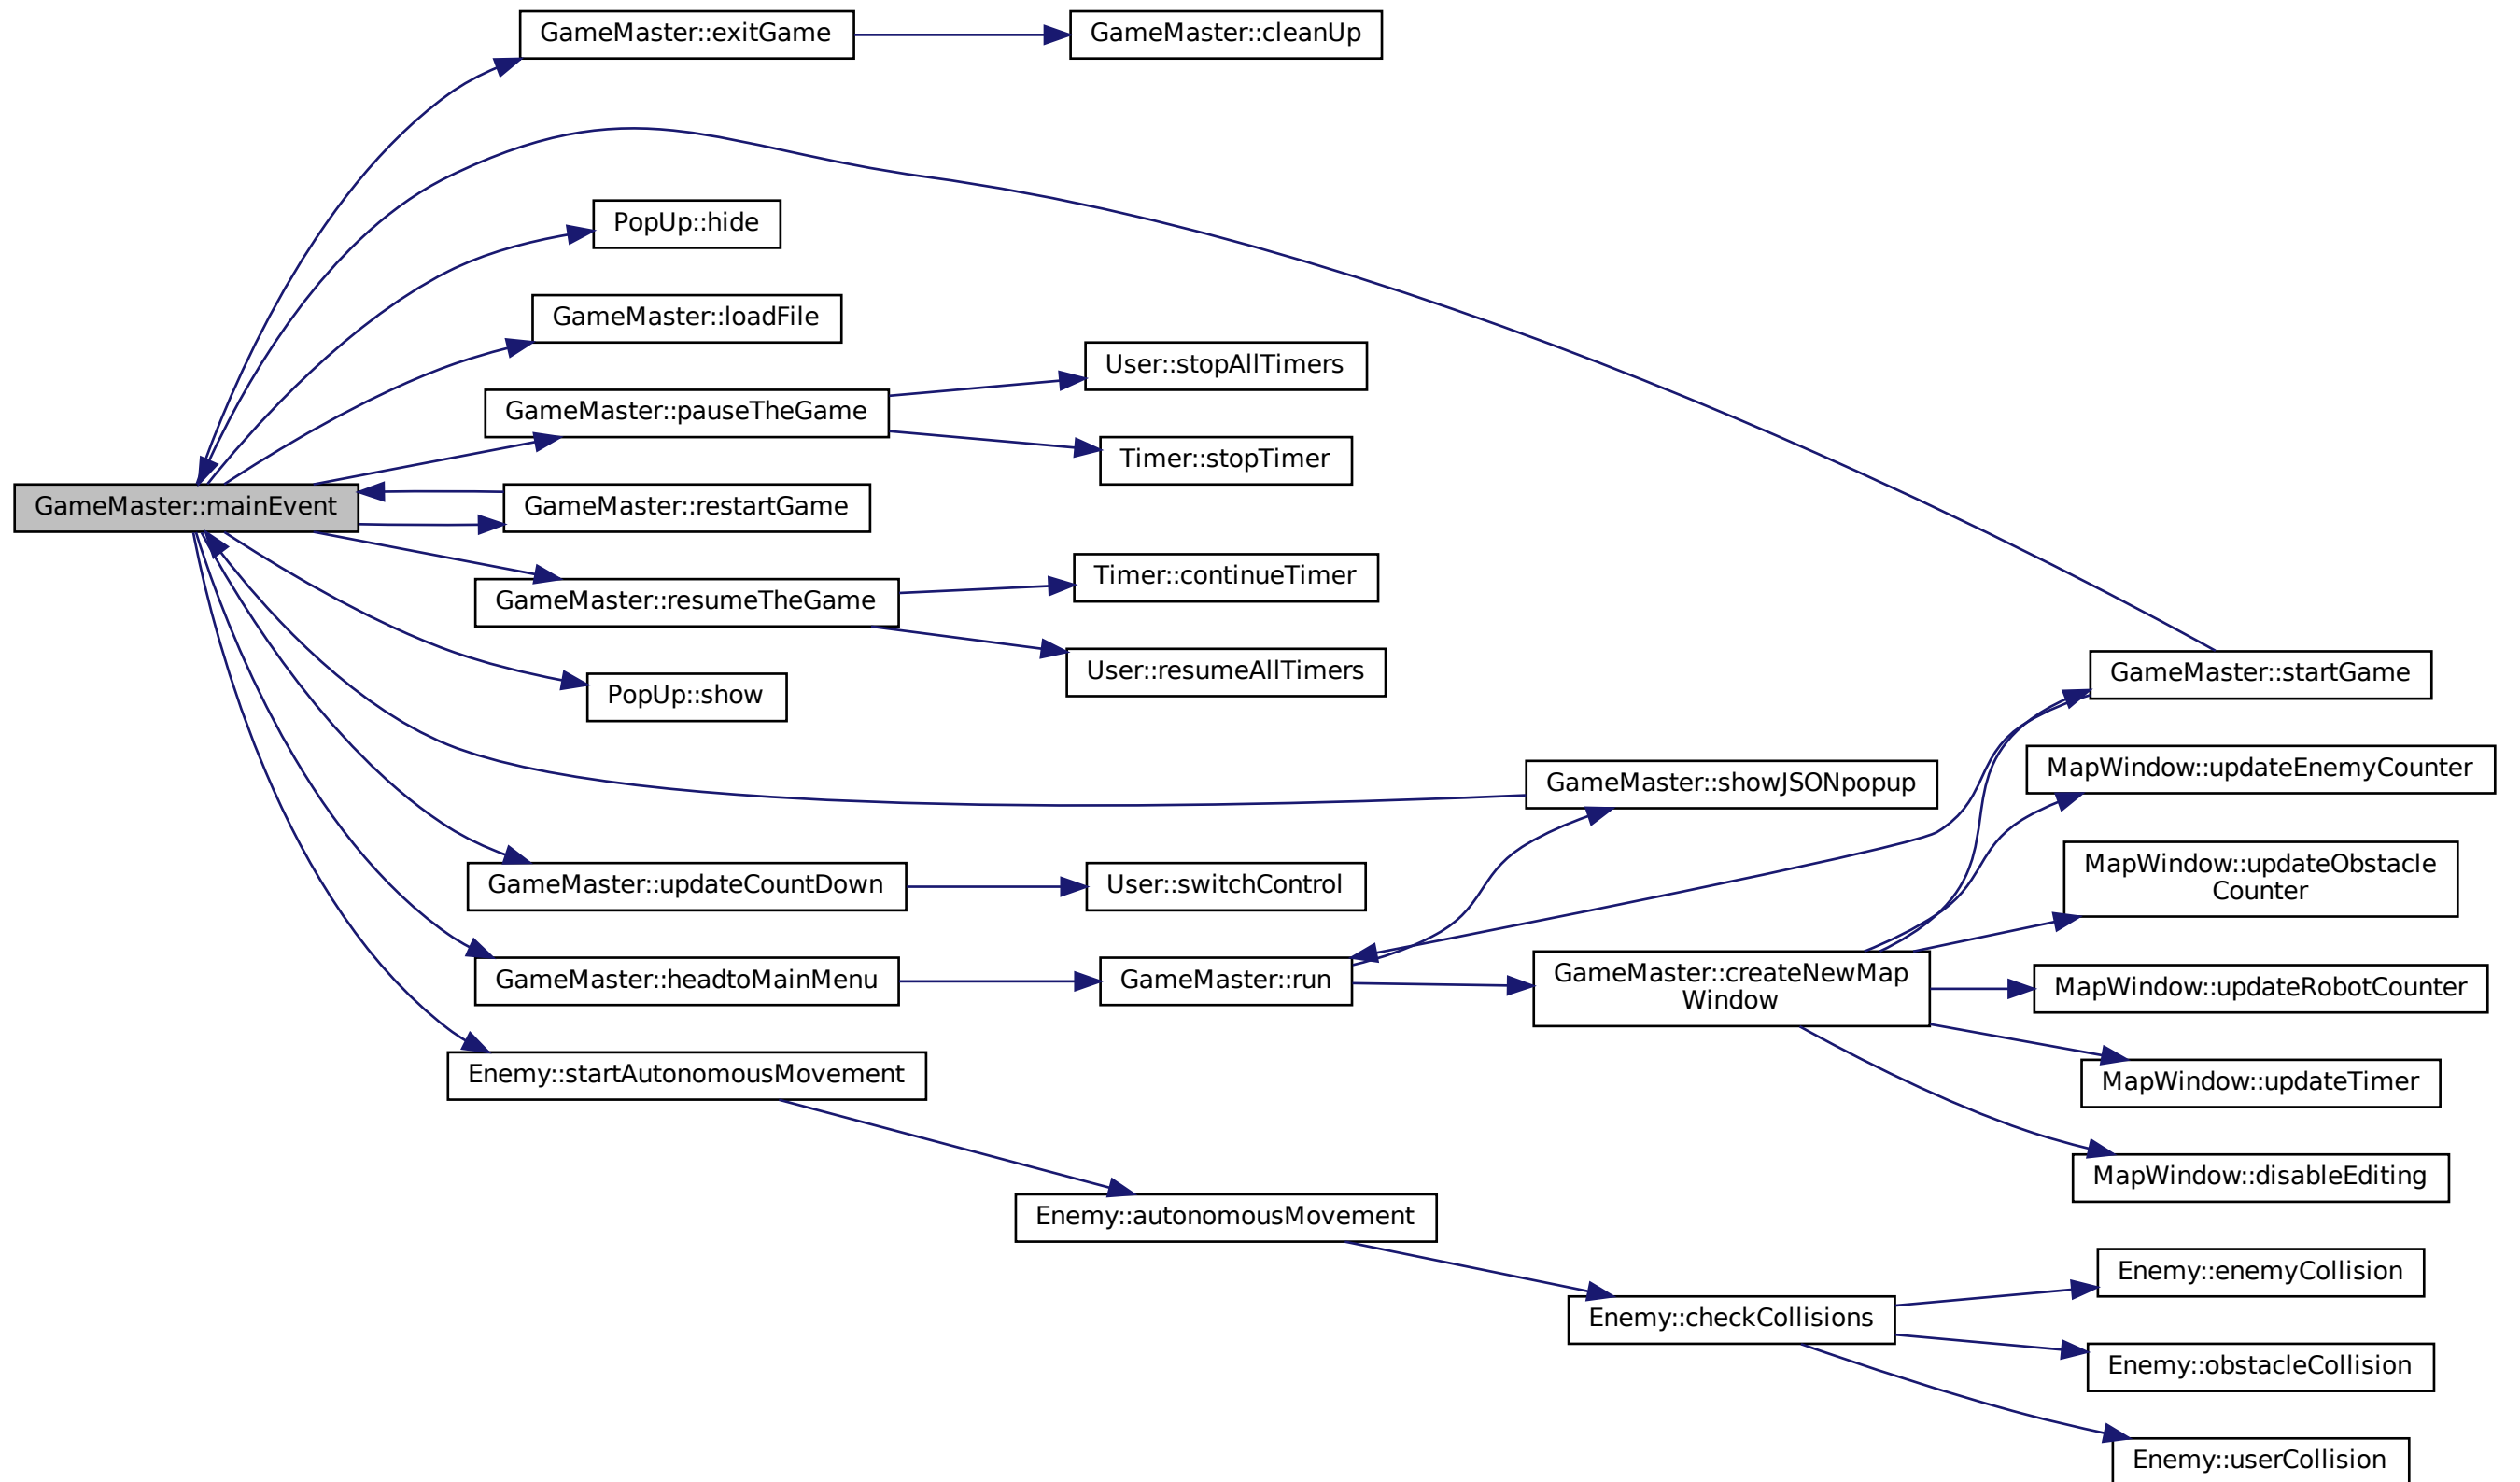 GameMaster::exitGame
GameMaster::cleanUp
PopUp::hide
GameMaster::loadFile
User::stopAllTimers
GameMaster::pauseTheGame
Timer::stopTimer
GameMaster::mainEvent
GameMaster::restartGame
Timer::continueTimer
GameMaster::resumeTheGame
User::resumeAllTimers
GameMaster::startGame
PopUp::show
MapWindow::updateEnemyCounter
GameMaster::showJSONpopup
MapWindow::updateObstacle
Counter
GameMaster::updateCountDown
User::switchControl
GameMaster::headtoMainMenu
GameMaster::run
GameMaster::createNewMap
Window
MapWindow::updateRobotCounter
Enemy::startAutonomousMovement
MapWindow::updateTimer
MapWindow::disableEditing
Enemy::autonomousMovement
Enemy::enemyCollision
Enemy::checkCollisions
Enemy::obstacleCollision
Enemy::userCollision